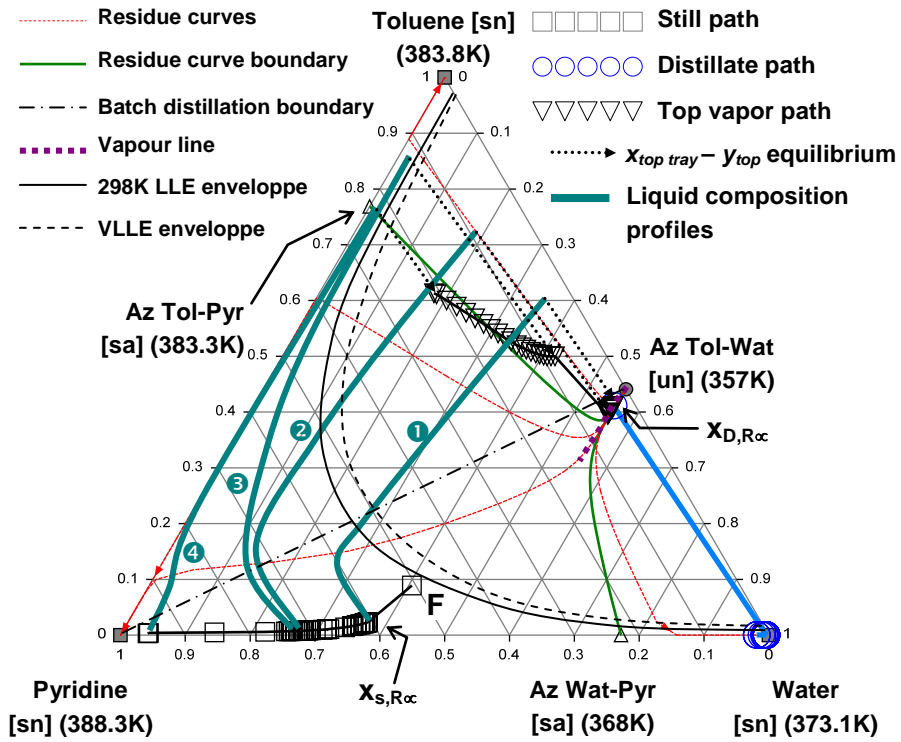 Residue curves
Residue curve boundary
Batch distillation boundary
Vapour line
298K LLE enveloppe
VLLE enveloppe
Toluene [sn]
(383.8K)
Still path
Distillate path
Top vapor path
x top tray – y top equilibrium
Liquid composition
profiles
1 0
0.9 0.1
0.8 0.2
0.7 0.3
0.6 0.4
0.5 0.5
0.4 0.6
0.3 0.7
0.2 0.8
0.1 0.9
0 1
Az Tol-Pyr
[sa] (383.3K)
Az Tol-Wat
[un] (357K)
xD,R∝
❶
❷
❸
❹
F
xs,R∝
1 0.9 0.8 0.7 0.6 0.5 0.4 0.3 0.2 0.1 0
Pyridine
[sn] (388.3K)
Az Wat-Pyr
[sa] (368K)
Water
[sn] (373.1K)